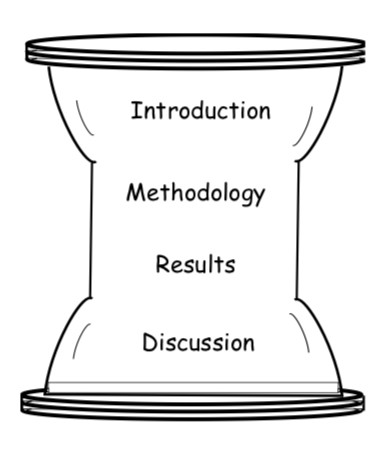 Introduction
Methodology
Results
Discussion